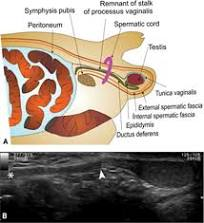 Remnant of stalk
of processus vaginalis
Symphysis pubis
Spermatic cord
Peritoneum
Testis
Tunica vaginalis
External spermatic fascia
Internal spermatic fascia
Epididymis
Ductus deferens
A
B